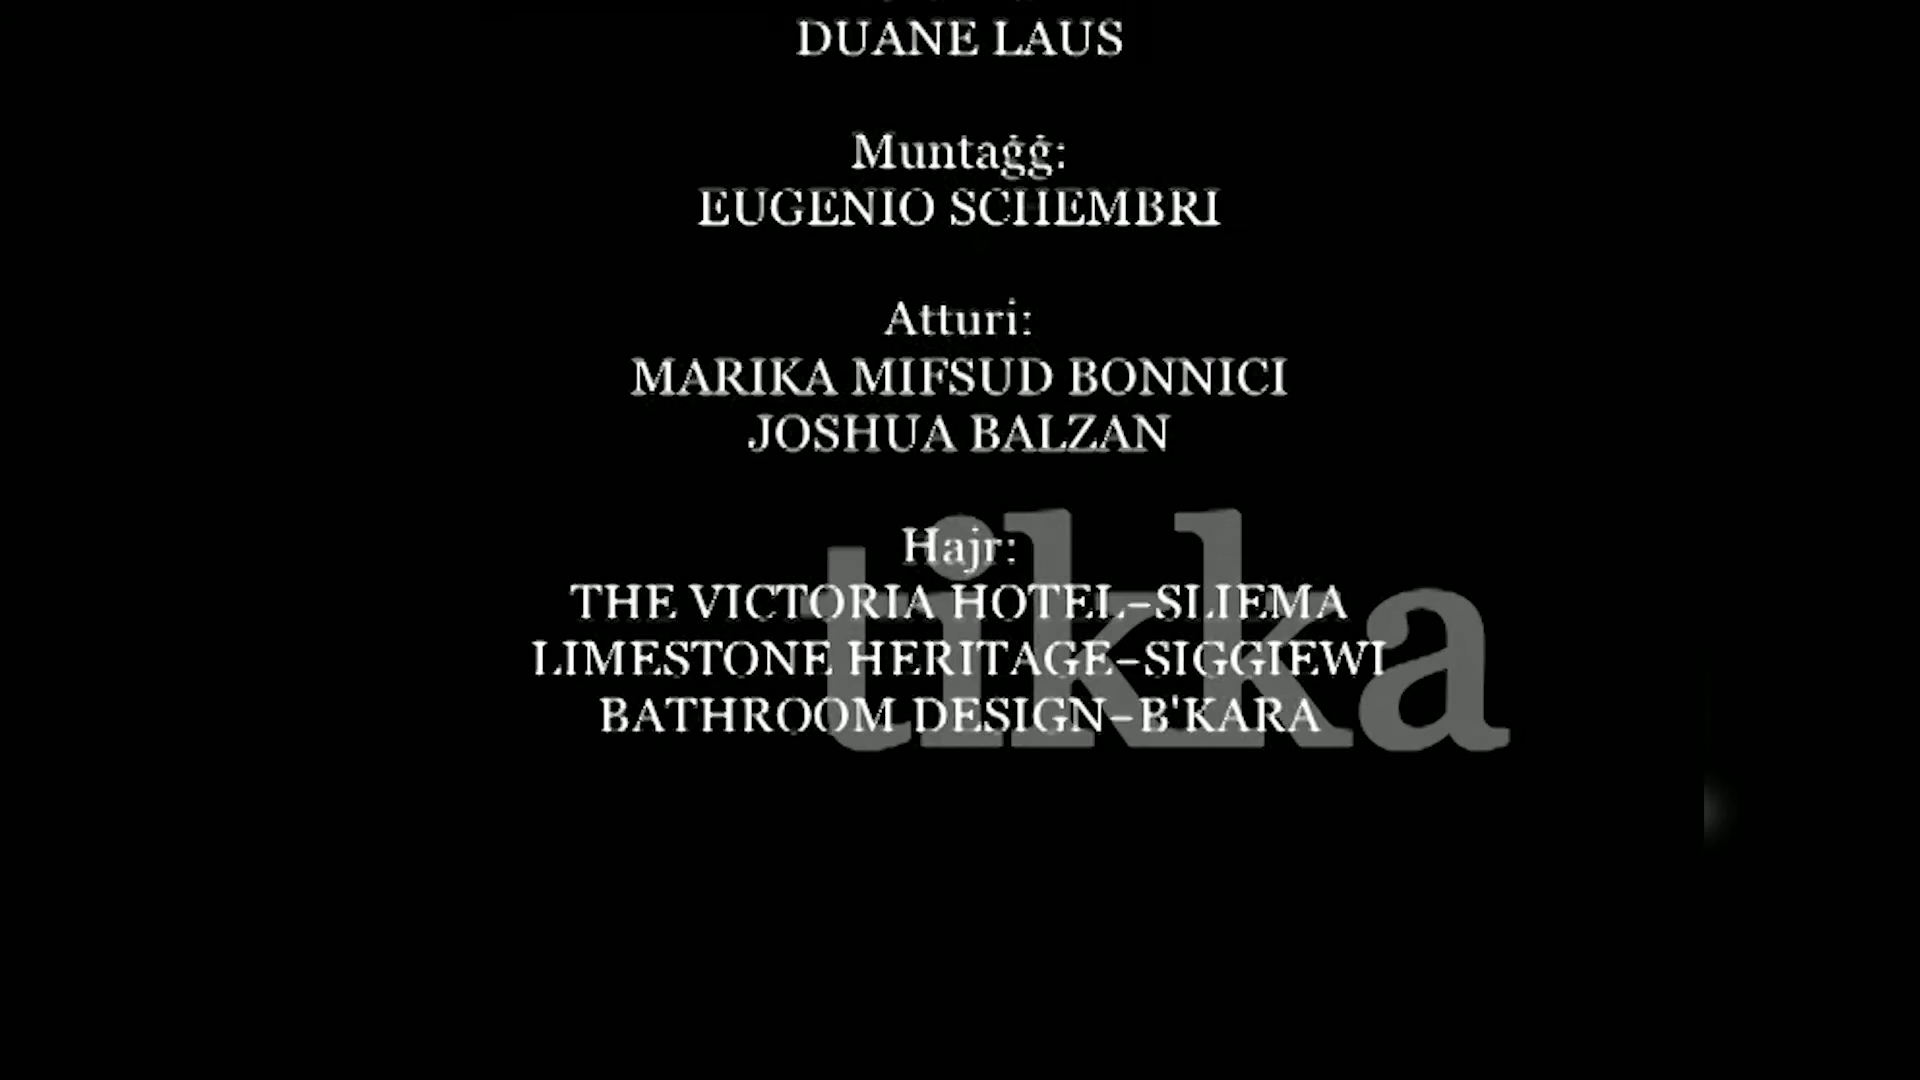 DUANE LAUS
Muntaġġ:
EUGENIO SCHEMBRI
Atturi:
MARIKA MIFSUD BONNICI
JOSHUA BALZAN
Hajr:
THE VICTORIA HOTEL–SLIEMA
LIMESTONE HERITAGE–SIGGIEWI
BATHROOM DESIGN–B'KARA
tikka